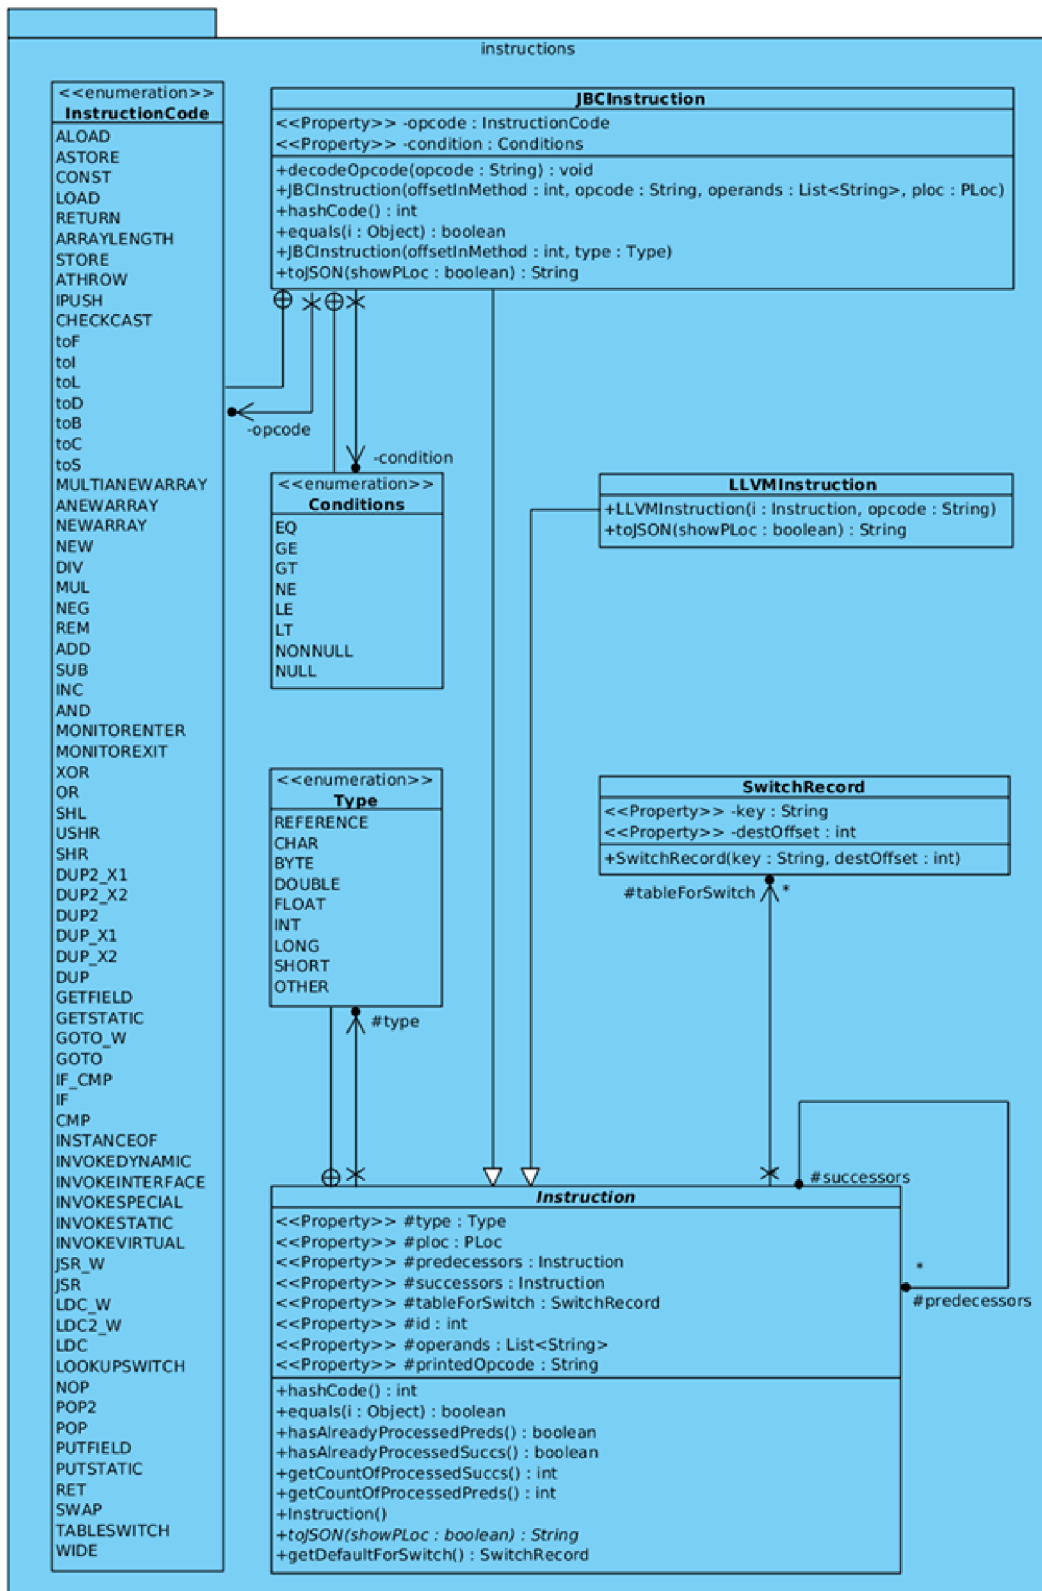 instructions
<<enumeration>>
InstructionCode
ALOAD
ASTORE
CONST
LOAD
RETURN
ARRAYLENGTH
STORE
ATHROW
IPUSH
CHECKCAST
toF
toI
toL
toD
toB
toC
toS
MULTIANEWARRAY
ANEWARRAY
NEWARRAY
NEW
DIV
MUL
NEG
REM
ADD
SUB
INC
AND
MONITORENTER
MONITOREXIT
XOR
OR
SHL
USHR
SHR
DUP2_X1
DUP2_X2
DUP2
DUP_X1
DUP_X2
DUP
GETFIELD
GETSTATIC
GOTO_W
GOTO
IF_CMP
IF
CMP
INSTANCEOF
INVOKEDYNAMIC
INVOKEINTERFACE
INVOKESPECIAL
INVOKESTATIC
INVOKEVIRTUAL
JSR_W
JSR
LDC_W
LDC2_W
LDC
LOOKUPSWITCH
NOP
POP2
POP
PUTFIELD
PUTSTATIC
RET
SWAP
TABLESWITCH
WIDE
JBCInstruction
<<Property>> -opcode : InstructionCode
<<Property>> -condition : Conditions
+decodeOpcode(opcode : String) : void
+JBCInstruction(offsetInMethod : int, opcode : String, operands : List<String>, ploc : PLoc)
+hashCode() : int
+equals(i : Object) : boolean
+JBCInstruction(offsetInMethod : int, type : Type)
+toJSON(showPLoc : boolean) : String
-opcode
-condition
<<enumeration>>
Conditions
EQ
GE
GT
NE
LE
LT
NONNULL
NULL
LLVMInstruction
+LLVMInstruction(i : Instruction, opcode : String)
+toJSON(showPLoc : boolean) : String
<<enumeration>>
Type
REFERENCE
CHAR
BYTE
DOUBLE
FLOAT
INT
LONG
SHORT
OTHER
#type
SwitchRecord
<<Property>> -key : String
<<Property>> -destOffset : int
+SwitchRecord(key : String, destOffset : int)
#tableForSwitch *
#successors
*
#predecessors
Instruction
<<Property>> #type : Type
<<Property>> #ploc : PLoc
<<Property>> #predecessors : Instruction
<<Property>> #successors : Instruction
<<Property>> #tableForSwitch : SwitchRecord
<<Property>> #id : int
<<Property>> #operands : List<String>
<<Property>> #printedOpcode : String
+hashCode() : int
+equals(i : Object) : boolean
+hasAlreadyProcessedPreds() : boolean
+hasAlreadyProcessedSuccs() : boolean
+getCountOfProcessedSuccs() : int
+getCountOfProcessedPreds() : int
+Instruction()
+toJSON(showPLoc : boolean) : String
+getDefaultForSwitch() : SwitchRecord